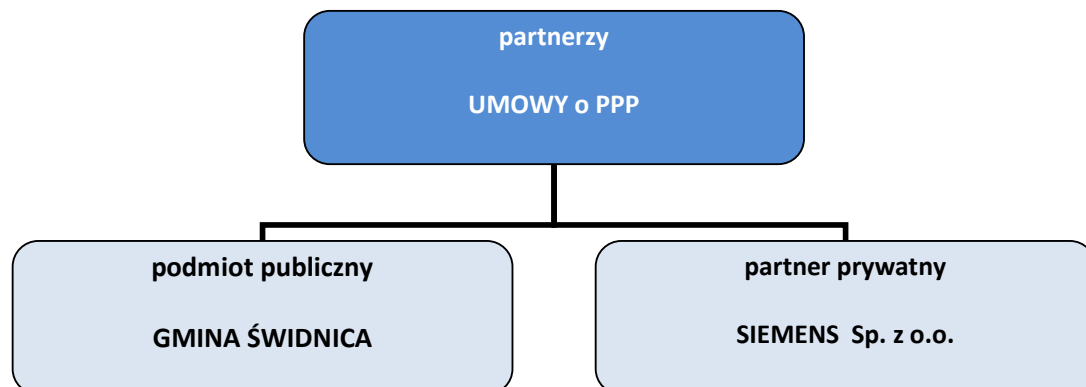 partnerzy
UMOWY o PPP
podmiot publiczny
GMINA ŚWIDNICA
partner prywatny
SIEMENS Sp. z o.o.